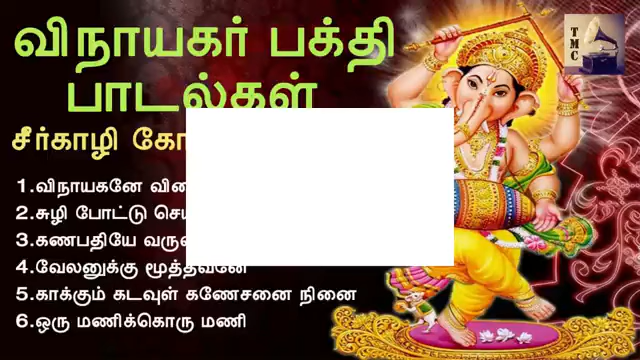 விநாயகர் பக்தி
பாடல்கள்
சீர்காழி
1.விநாயகனே
2.சுழி போட்டு
3.கணபதியே
4.வேலனுக்கு மூத்தவனே
5.காக்கும் கடவுள் கணேசனை நினை
6.ஒரு மணிக்கொரு மணி
TMC